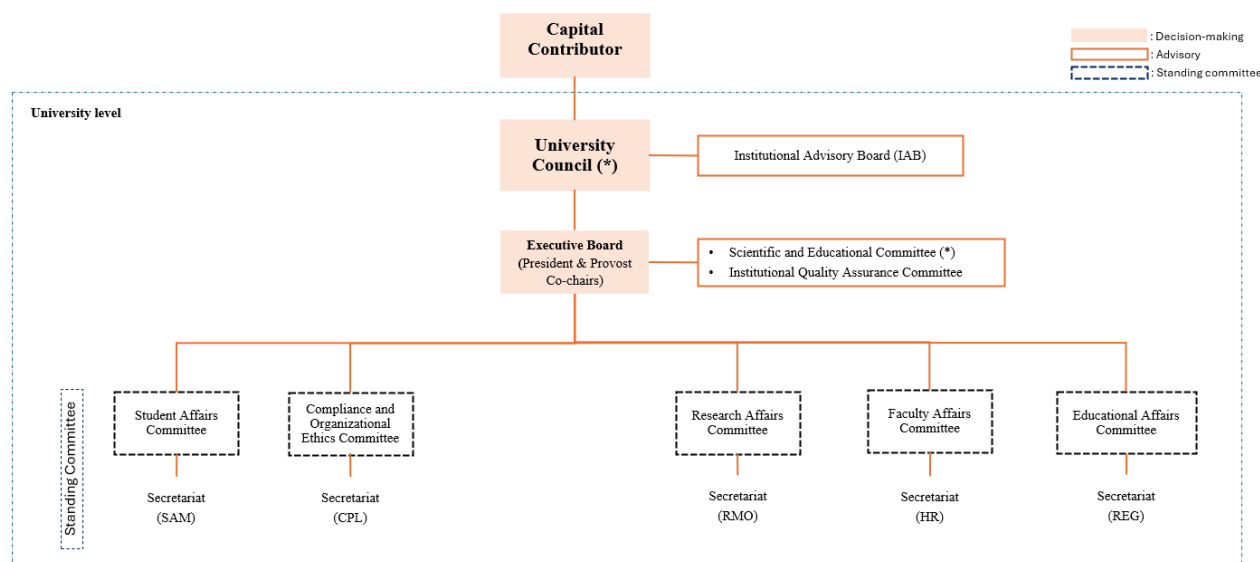 Capital
Contributor
: Decision-making
: Advisory
: Standing committee
University level
University
Council (*)
Institutional Advisory Board (IAB)
Executive Board
(President & Provost
Co-chairs)
• Scientific and Educational Committee (*)
• Institutional Quality Assurance Committee
Standing Committee
Student Affairs
Committee
Compliance and
Organizational
Ethics Committee
Research Affairs
Committee
Faculty Affairs
Committee
Educational Affairs
Committee
Secretariat
(SAM)
Secretariat
(CPL)
Secretariat
(RMO)
Secretariat
(HR)
Secretariat
(REG)